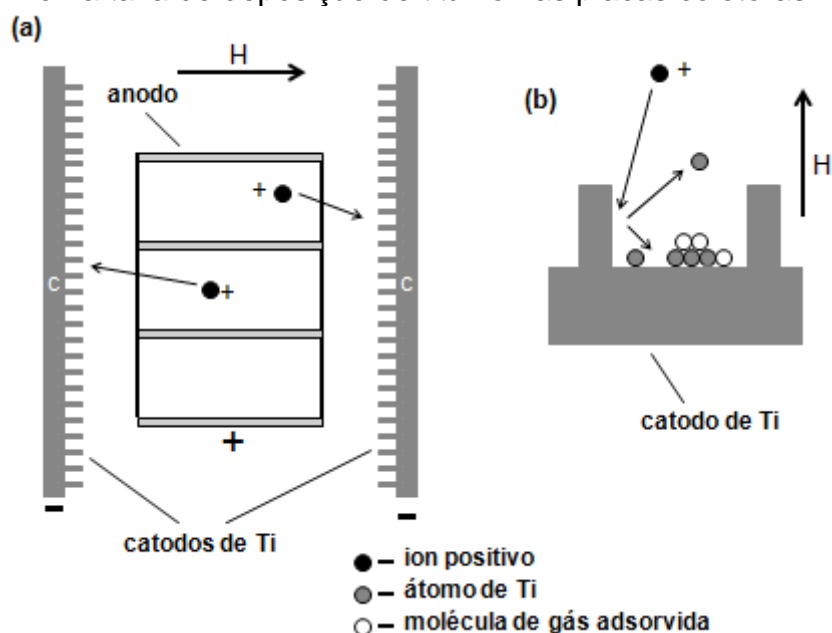 (a)
H
anodo
+
+
C
C
+
-
-
catodos de Ti
(b)
+
H
catodo de Ti
– ion positivo
– átomo de Ti
– molécula de gás adsorvida